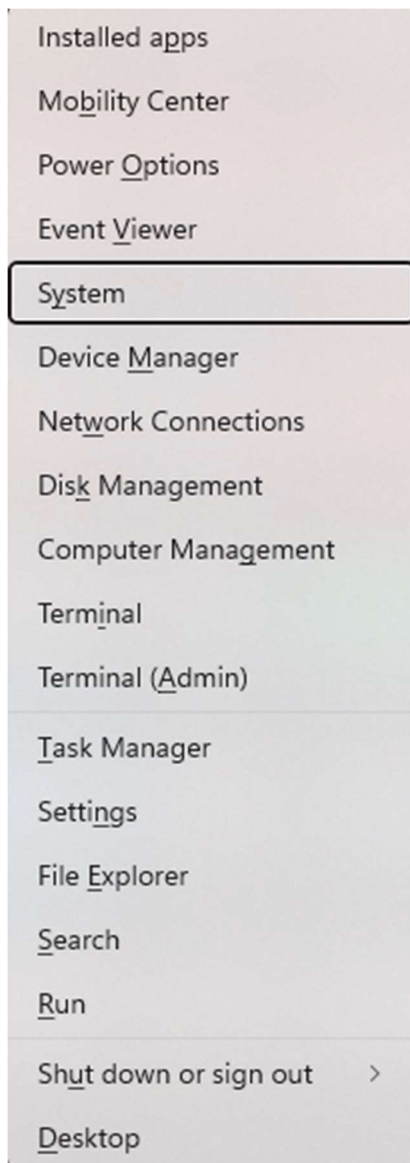 Installed apps
Mobility Center
Power Options
Event Viewer
System
Device Manager
Network Connections
Disk Management
Computer Management
Terminal
Terminal (Admin)
Task Manager
Settings
File Explorer
Search
Run
Shut down or sign out
Desktop